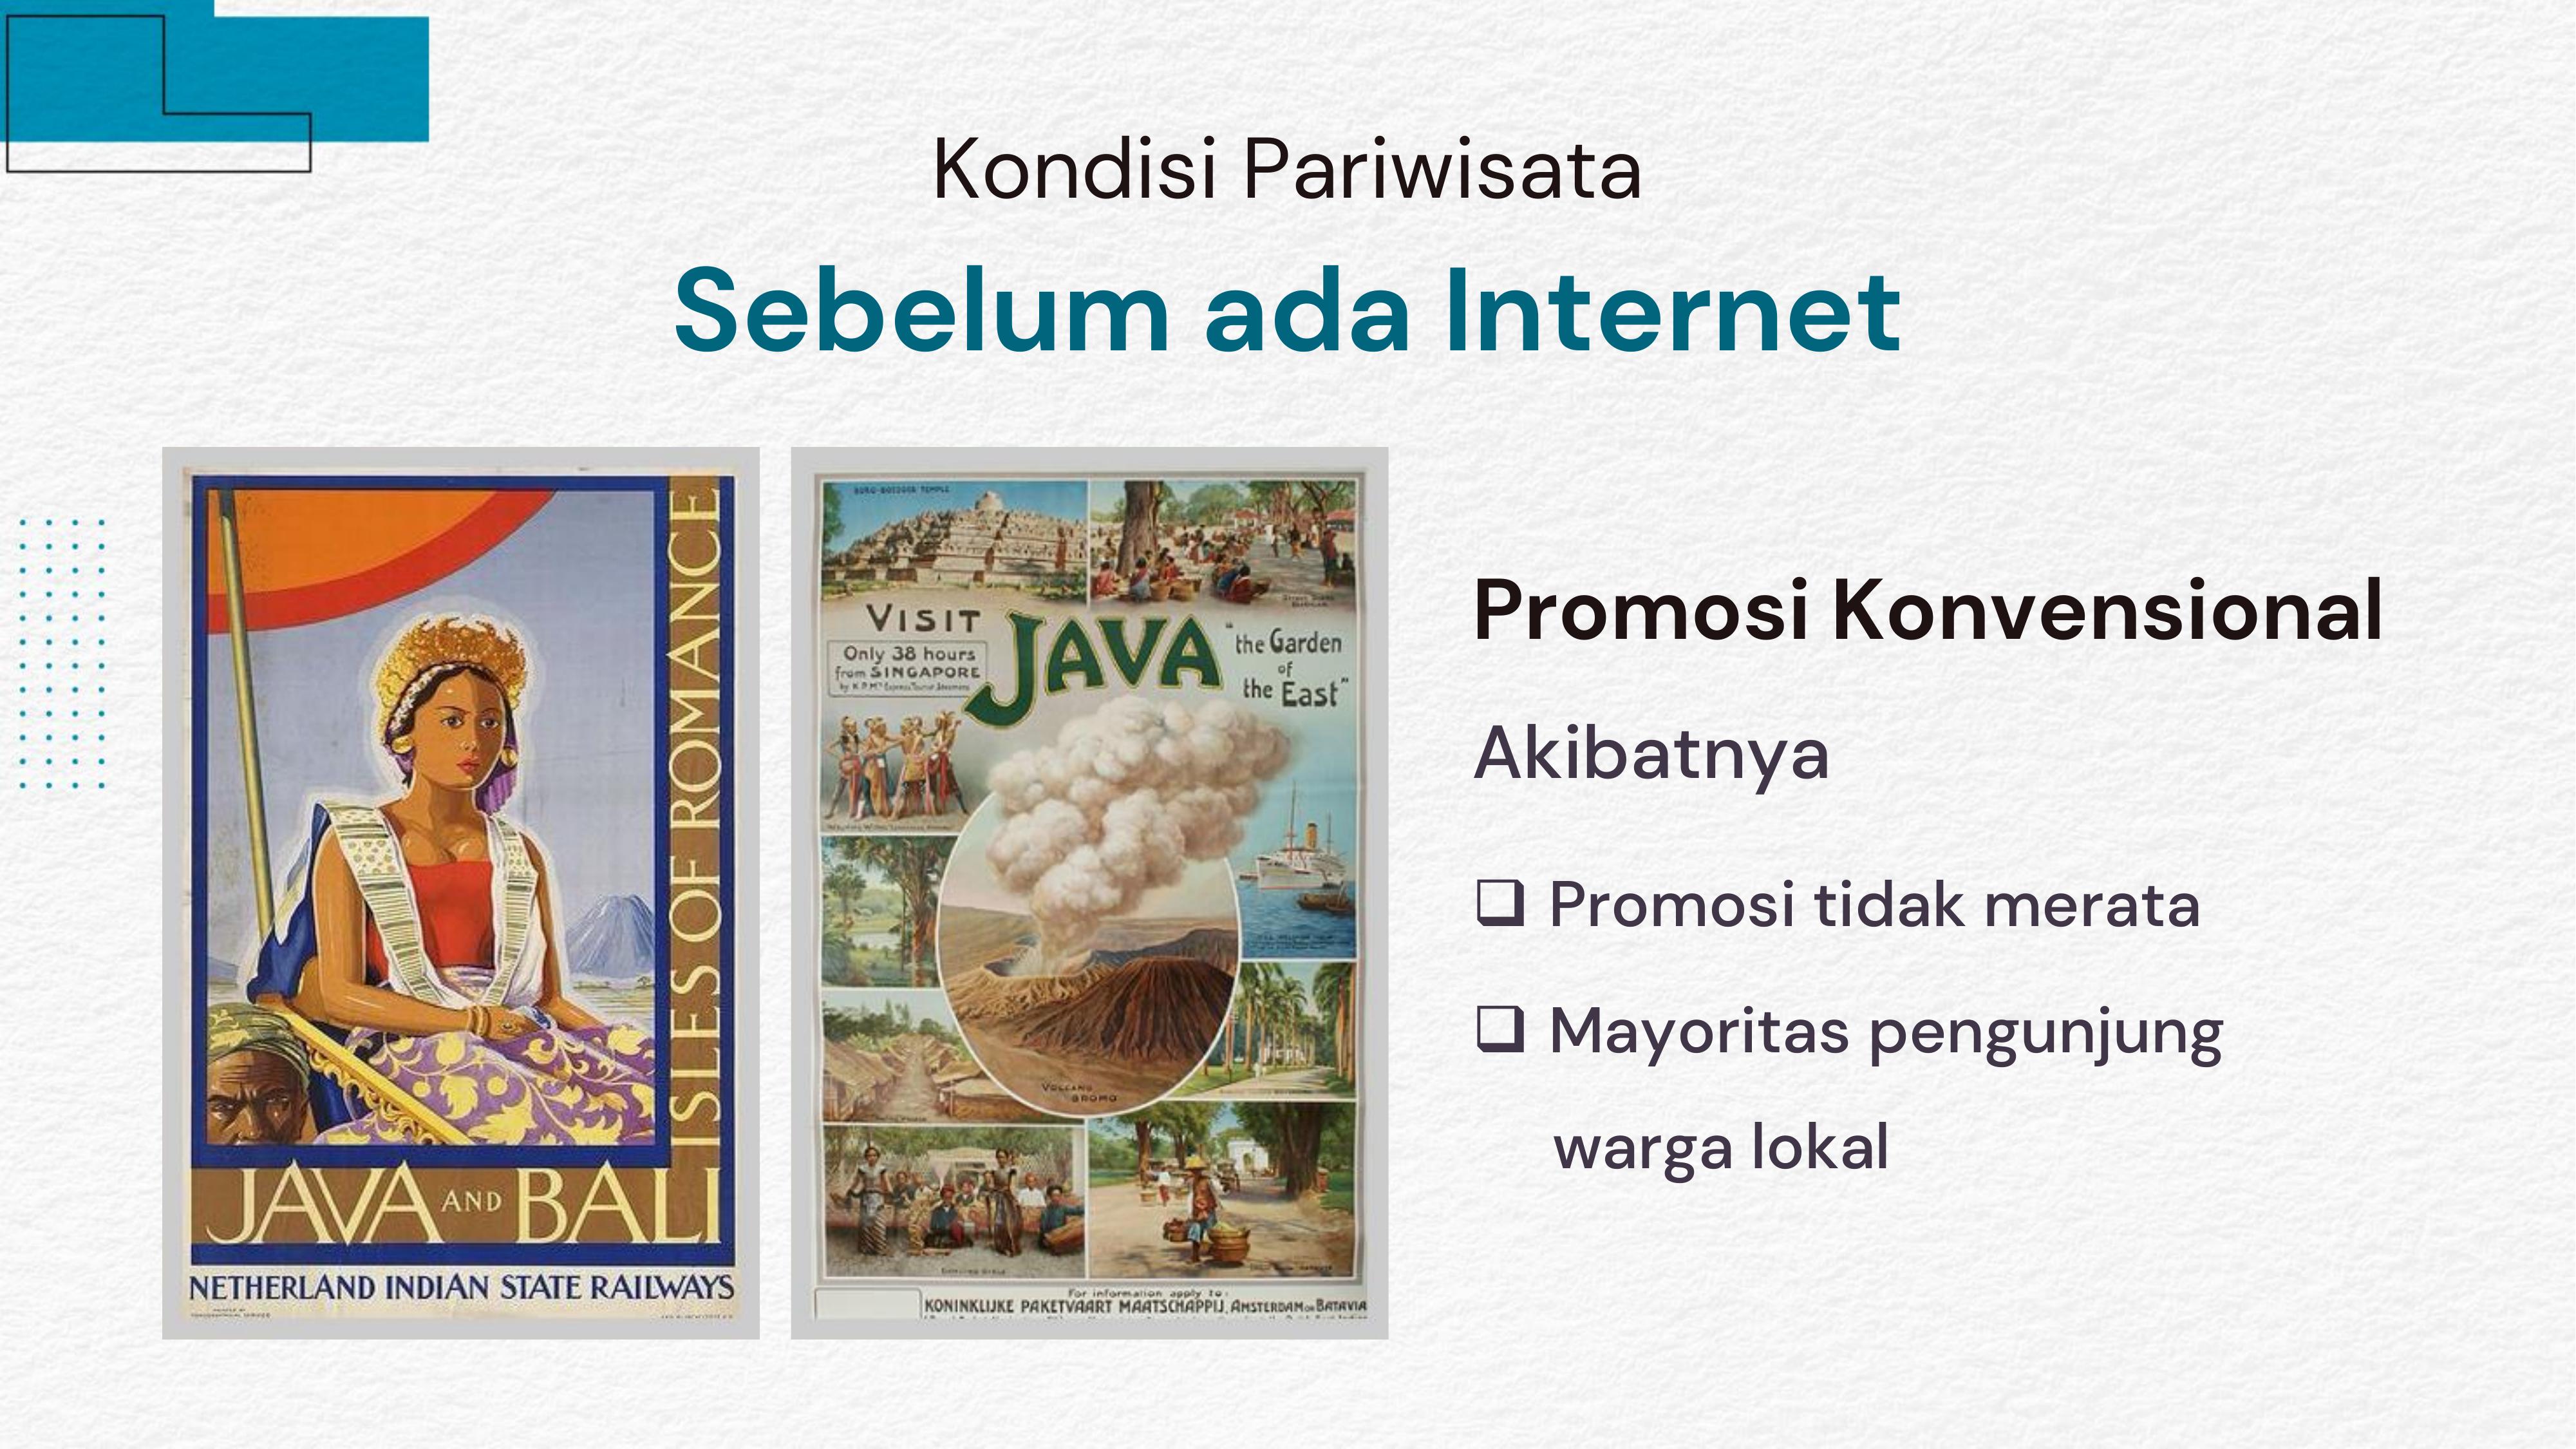 Kondisi Pariwisata
Sebelum ada Internet
ISLES OF ROMANCE
JAVA AND BALI
NETHERLAND INDIAN STATE RAILWAYS
BORO-BOEDOER TEMPLE
VISIT
JAVA
Only 38 hours
from SINGAPORE
"the Garden
of
the East"
VOLCANO
BROMO
For information apply to:
KONINKLIJKE PAKETVAART MAATSCHAPPIJ, AMSTERDAM OR BATAVIA
Promosi Konvensional
Akibatnya
❑ Promosi tidak merata
❑ Mayoritas pengunjung
warga lokal